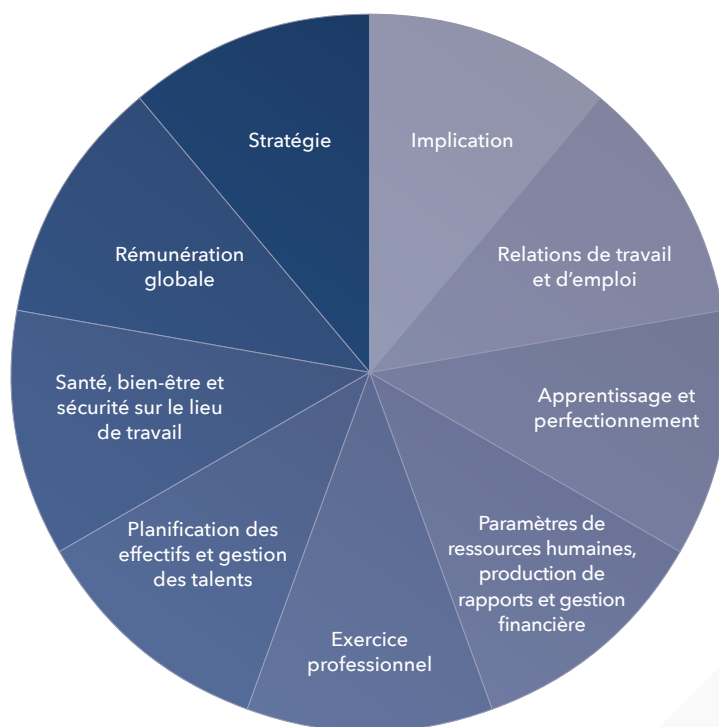 Stratégie
Implication
Rémunération
globale
Relations de travail
et d'emploi
Santé, bien-être et
sécurité sur le lieu
de travail
Apprentissage et
perfectionnement
Planification des
effectifs et gestion
des talents
Paramètres de
ressources humaines,
production de
rapports et gestion
financière
Exercice
professionnel